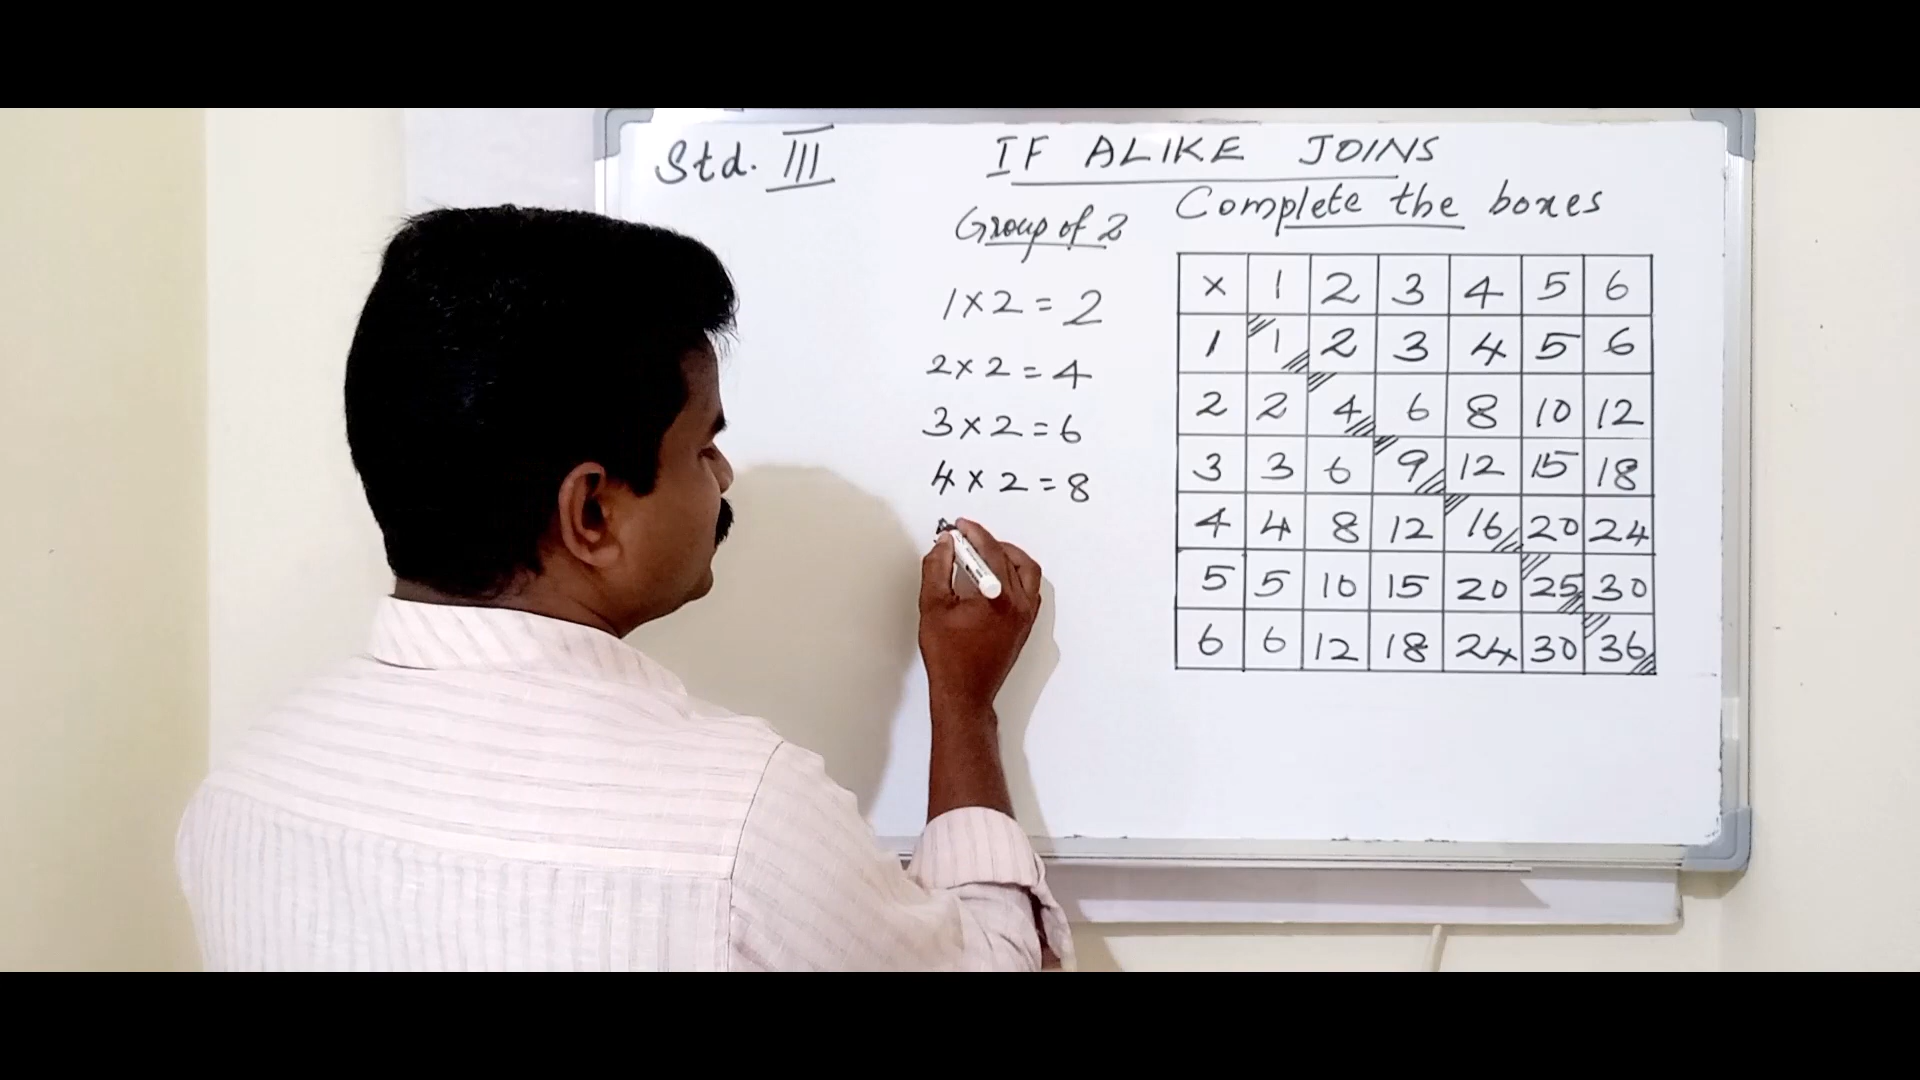 Std. III
IF ALIKE JOINS
Complete the boxes
Group of 2
1 × 2 = 2
2 × 2 = 4
3 × 2 = 6
4 × 2 = 8
× 1 2 3 4 5 6
1 1 2 3 4 5 6
2 2 4 6 8 10 12
3 3 6 9 12 15 18
4 4 8 12 16 20 24
5 5 10 15 20 25 30
6 6 12 18 24 30 36